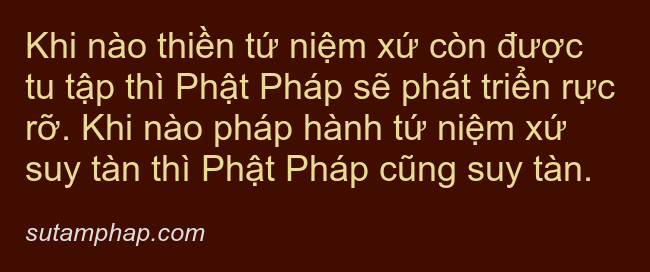 Khi nào thiền tứ niệm xứ còn được
tu tập thì Phật Pháp sẽ phát triển rực
rỡ. Khi nào pháp hành tứ niệm xứ
suy tàn thì Phật Pháp cũng suy tàn.
sutamphap.com